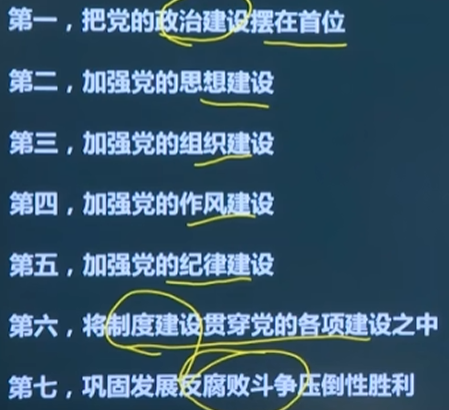 第一，把党的政治建设摆在首位
第二，加强党的思想建设
第三，加强党的组织建设
第四，加强党的作风建设
第五，加强党的纪律建设
第六，将制度建设贯穿党的各项建设之中
第七，巩固发展反腐败斗争压倒性胜利